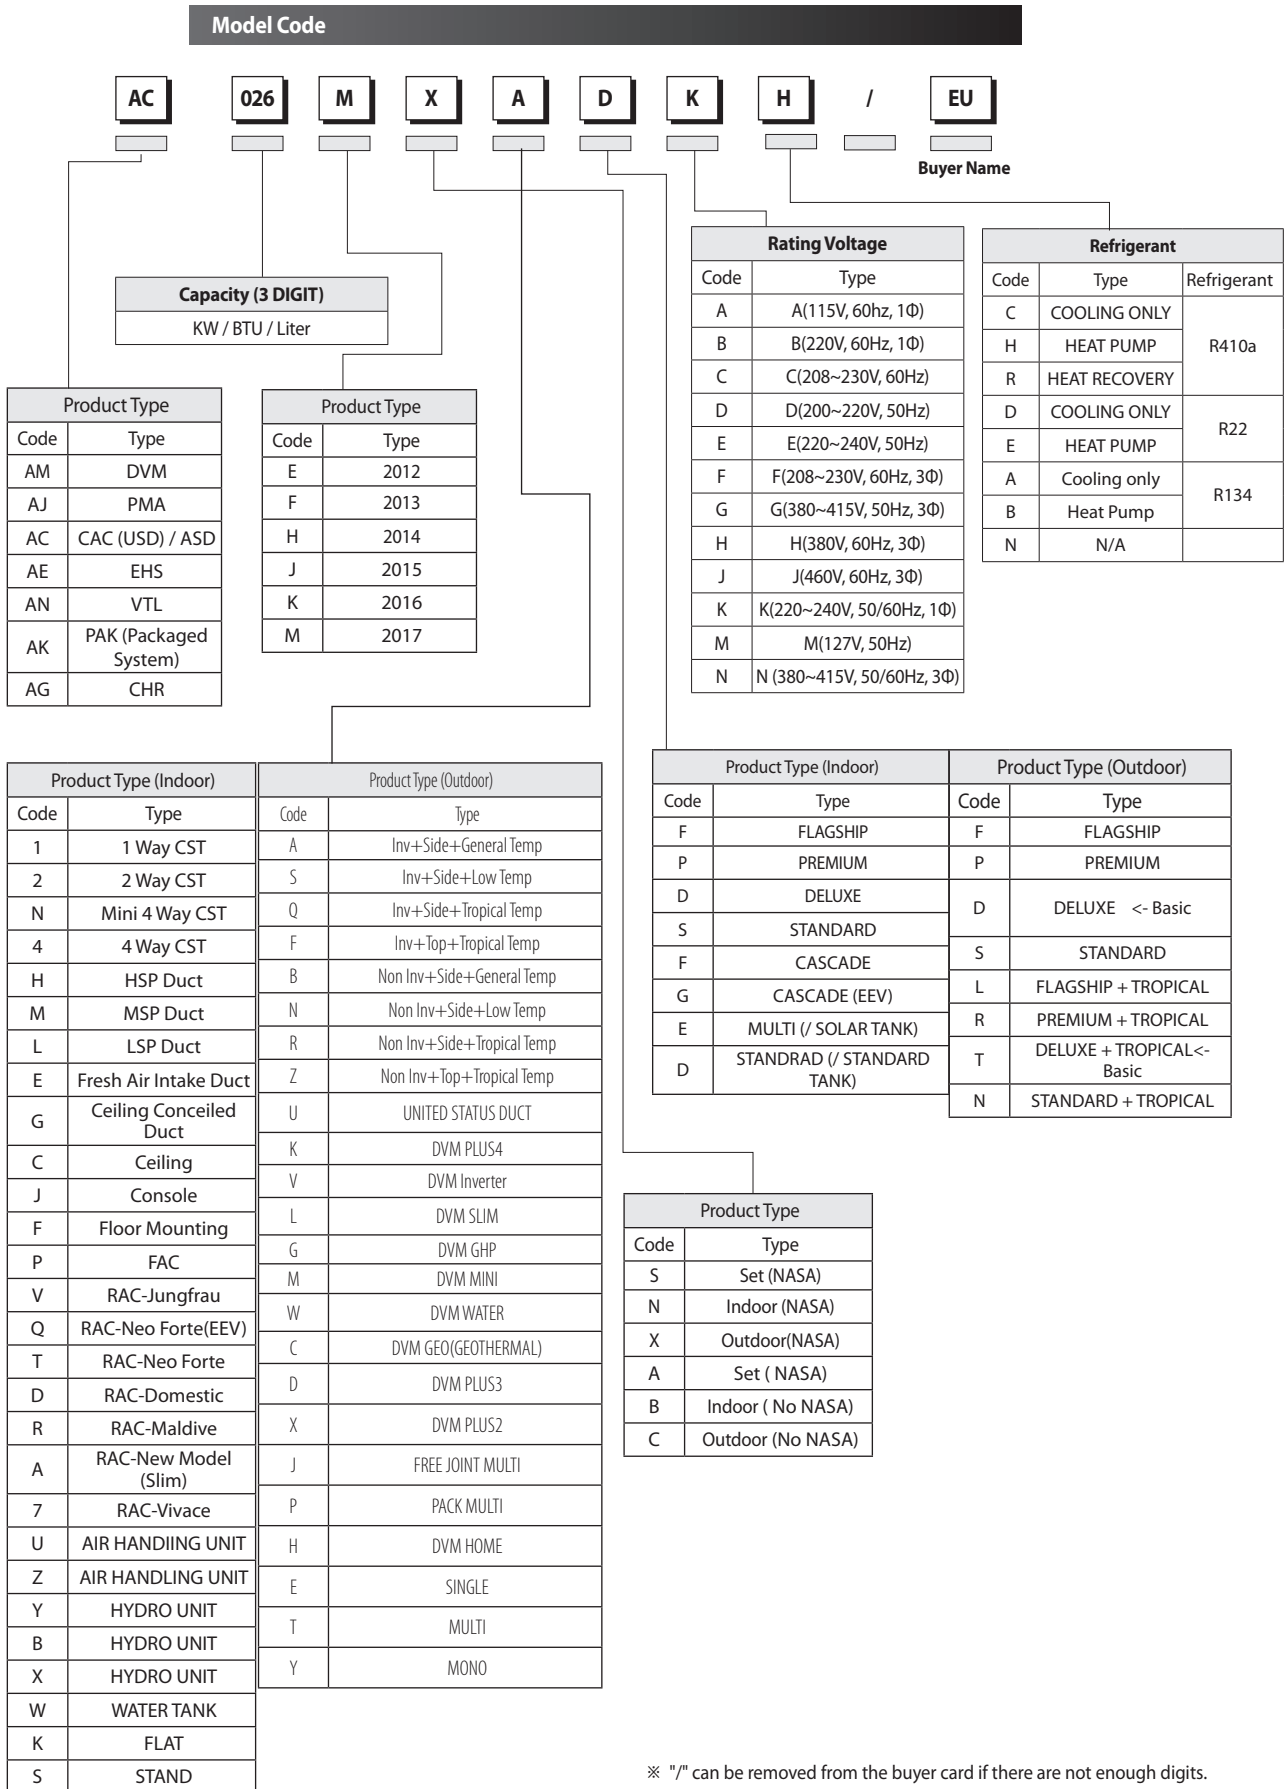 Model Code
AC 026 M X A D K H / EU
Buyer Name
Capacity (3 DIGIT)
KW / BTU / Liter
Rating Voltage
Code Type
A A(115V, 60hz, 1Φ)
B B(220V, 60Hz, 1Φ)
C C(208~230V, 60Hz)
D D(200~220V, 50Hz)
E E(220~240V, 50Hz)
F F(208~230V, 60Hz, 3Φ)
G G(380~415V, 50Hz, 3Φ)
H H(380V, 60Hz, 3Φ)
J J(460V, 60Hz, 3Φ)
K K(220~240V, 50/60Hz, 1Φ)
M M(127V, 50Hz)
N N (380~415V, 50/60Hz, 3Φ)
Refrigerant
Code Type Refrigerant
C COOLING ONLY
H HEAT PUMP R410a
R HEAT RECOVERY
D COOLING ONLY
R22
E HEAT PUMP
A Cooling only
R134
B Heat Pump
N N/A
Product Type
Code Type
AM DVM
AJ PMA
AC CAC (USD) / ASD
AE EHS
AN VTL
AK PAK (Packaged
System)
AG CHR
Product Type
Code Type
E 2012
F 2013
H 2014
J 2015
K 2016
M 2017
Product Type (Indoor)
Code Type
1 1 Way CST
2 2 Way CST
N Mini 4 Way CST
4 4 Way CST
H HSP Duct
M MSP Duct
L LSP Duct
E Fresh Air Intake Duct
G Ceiling Conceiled
Duct
C Ceiling
J Console
F Floor Mounting
P FAC
V RAC-Jungfrau
Q RAC-Neo Forte(EEV)
T RAC-Neo Forte
D RAC-Domestic
R RAC-Maldive
A RAC-New Model
(Slim)
7 RAC-Vivace
U AIR HANDIING UNIT
Z AIR HANDLING UNIT
Y HYDRO UNIT
B HYDRO UNIT
X HYDRO UNIT
W WATER TANK
K FLAT
S STAND
Product Type (Outdoor)
Code Type
A Inv+Side+General Temp
S Inv+Side+Low Temp
Q Inv+Side+Tropical Temp
F Inv+Top+Tropical Temp
B Non Inv+Side+General Temp
N Non Inv+Side+Low Temp
R Non Inv+Side+Tropical Temp
Z Non Inv+Top+Tropical Temp
U UNITED STATUS DUCT
K DVM PLUS4
V DVM Inverter
L DVM SLIM
G DVM GHP
M DVM MINI
W DVM WATER
C DVM GEO(GEOTHERMAL)
D DVM PLUS3
X DVM PLUS2
J FREE JOINT MULTI
P PACK MULTI
H DVM HOME
E SINGLE
T MULTI
Y MONO
Product Type (Indoor)
Code Type
F FLAGSHIP
P PREMIUM
D DELUXE
S STANDARD
F CASCADE
G CASCADE (EEV)
E MULTI (/ SOLAR TANK)
D STANDRAD (/ STANDARD
TANK)
Product Type (Outdoor)
Code Type
F FLAGSHIP
P PREMIUM
D DELUXE <- Basic
S STANDARD
L FLAGSHIP + TROPICAL
R PREMIUM + TROPICAL
T DELUXE + TROPICAL<-
Basic
N STANDARD + TROPICAL
Product Type
Code Type
S Set (NASA)
N Indoor (NASA)
X Outdoor(NASA)
A Set ( NASA)
B Indoor ( No NASA)
C Outdoor (No NASA)
※ "/" can be removed from the buyer card if there are not enough digits.